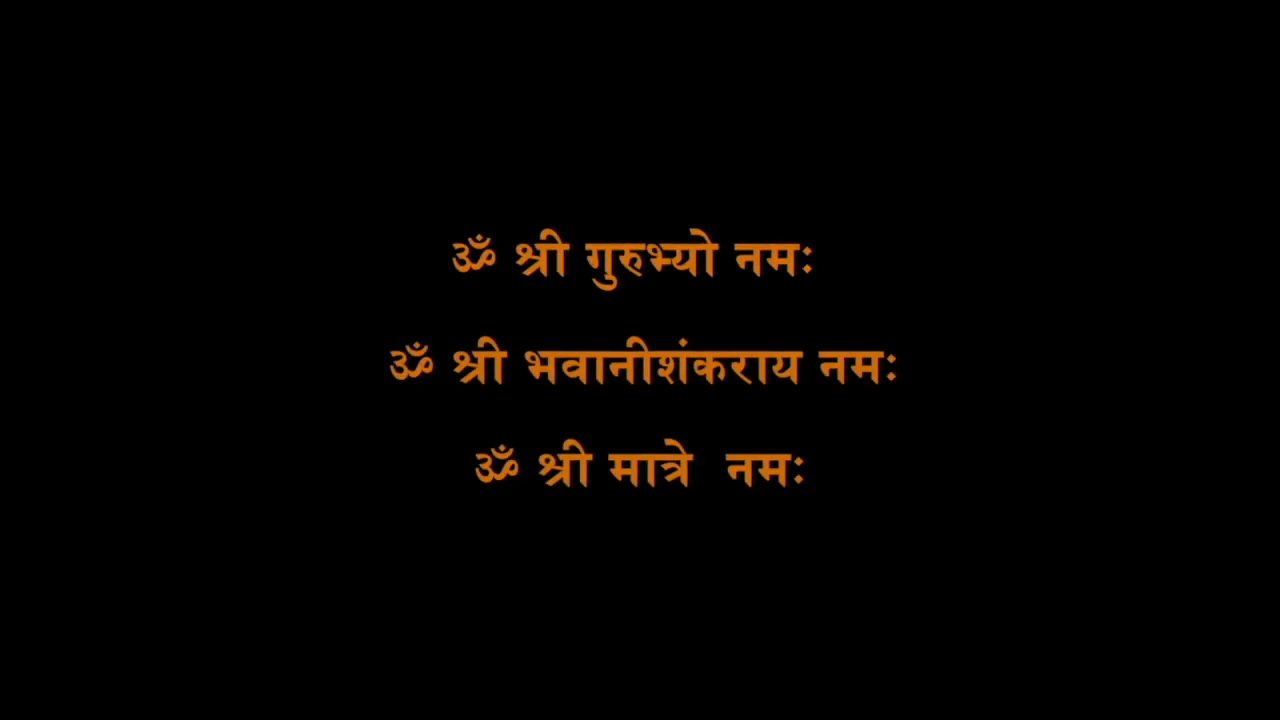 ॐ श्री गुरुभ्यो नमः
ॐ श्री भवानीशंकराय नमः
ॐ श्री मात्रे नमः